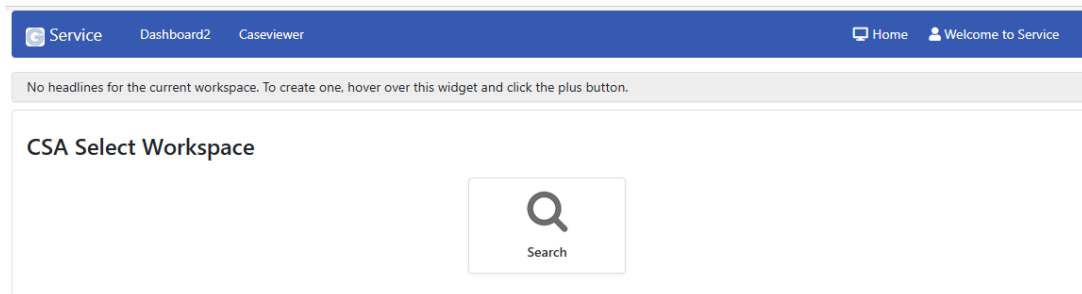 Service Dashboard2 Caseviewer Home Welcome to Service
No headlines for the current workspace. To create one, hover over this widget and click the plus button.
CSA Select Workspace
Search